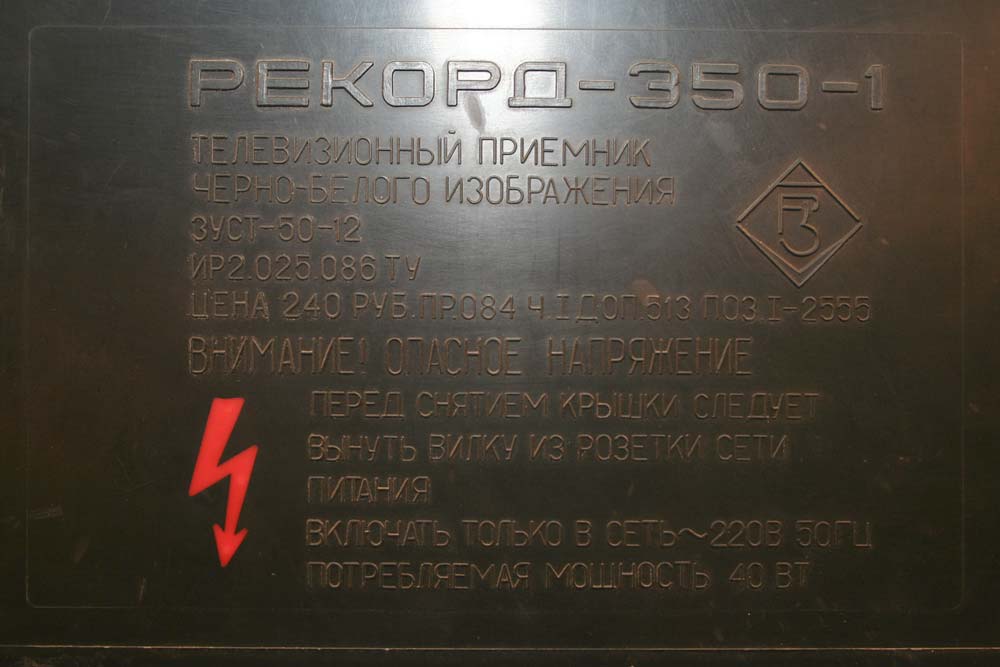 РЕКОРД-350-1
ТЕЛЕВИЗИОННЫЙ ПРИЕМНИК
ЧЕРНО-БЕЛОГО ИЗОБРАЖЕНИЯ
3УСТ-50-12
ИР2.025.086 ТУ
ЦЕНА 240 РУБ.ПР.084 Ч.I ДОП.513 ПОЗ.I-2555
ВНИМАНИЕ! ОПАСНОЕ НАПРЯЖЕНИЕ
ПЕРЕД СНЯТИЕМ КРЫШКИ СЛЕДУЕТ
ВЫНУТЬ ВИЛКУ ИЗ РОЗЕТКИ СЕТИ
ПИТАНИЯ
ВКЛЮЧАТЬ ТОЛЬКО В СЕТЬ~220В 50ГЦ
ПОТРЕБЛЯЕМАЯ МОЩНОСТЬ 40 ВТ